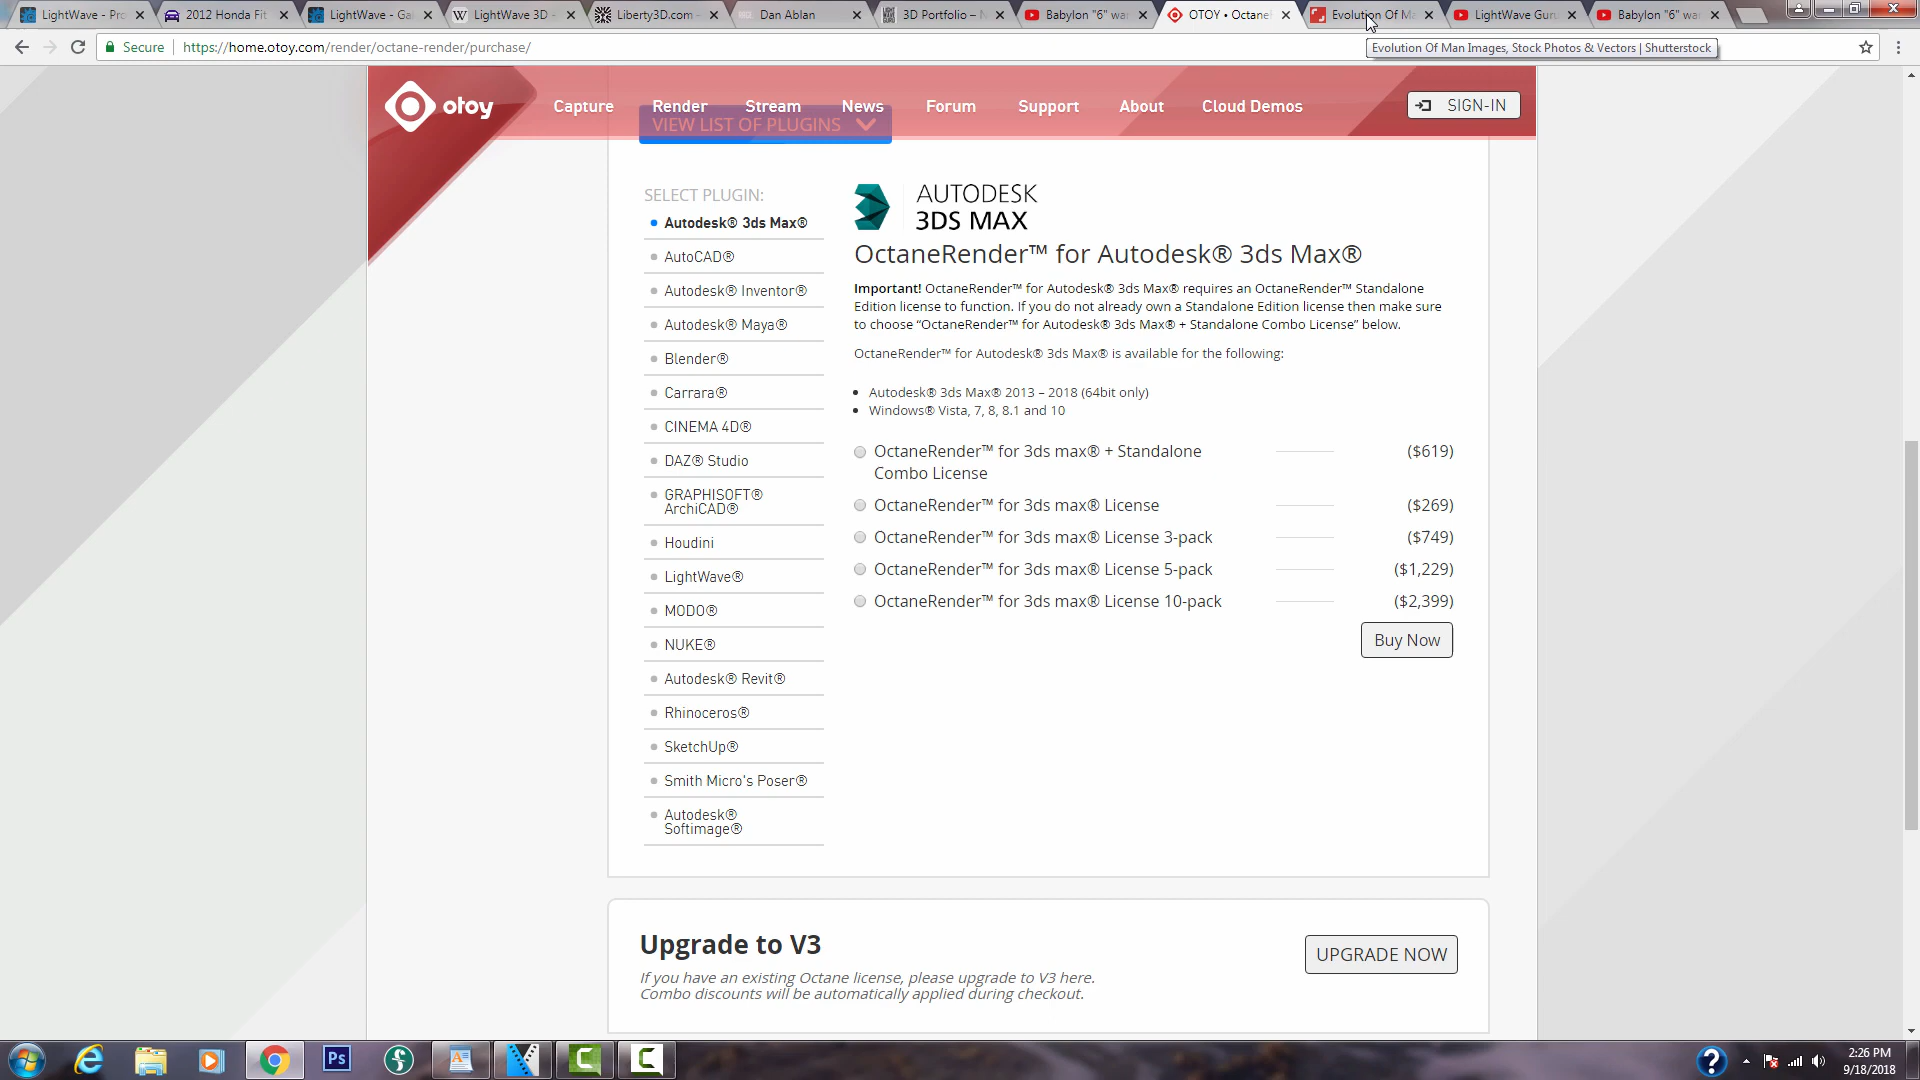 LightWave - Pro
2012 Honda Fit
LightWave - Ga
LightWave 3D -
Liberty3D.com -
Dan Ablan
3D Portfolio –
Babylon "6" wa
OTOY • Octane
Evolution Of M
LightWave Guru
Babylon "6" wa
Secure
https://home.otoy.com/render/octane-render/purchase/
Evolution Of Man Images, Stock Photos & Vectors | Shutterstock
otoy
Capture
Render
Stream
News
Forum
Support
About
Cloud Demos
SIGN-IN
VIEW LIST OF PLUGINS
SELECT PLUGIN:
Autodesk® 3ds Max®
AutoCAD®
Autodesk® Inventor®
Autodesk® Maya®
Blender®
Carrara®
CINEMA 4D®
DAZ® Studio
GRAPHISOFT®
ArchiCAD®
Houdini
LightWave®
MODO®
NUKE®
Autodesk® Revit®
Rhinoceros®
SketchUp®
Smith Micro's Poser®
Autodesk®
Softimage®
AUTODESK
3DS MAX
OctaneRender™ for Autodesk® 3ds Max®
Important! OctaneRender™ for Autodesk® 3ds Max® requires an OctaneRender™ Standalone
Edition license to function. If you do not already own a Standalone Edition license then make sure
to choose “OctaneRender™ for Autodesk® 3ds Max® + Standalone Combo License” below.
OctaneRender™ for Autodesk® 3ds Max® is available for the following:
Autodesk® 3ds Max® 2013 – 2018 (64bit only)
Windows® Vista, 7, 8, 8.1 and 10
OctaneRender™ for 3ds max® + Standalone
Combo License
($619)
OctaneRender™ for 3ds max® License
($269)
OctaneRender™ for 3ds max® License 3-pack
($749)
OctaneRender™ for 3ds max® License 5-pack
($1,229)
OctaneRender™ for 3ds max® License 10-pack
($2,399)
Buy Now
Upgrade to V3
If you have an existing Octane license, please upgrade to V3 here.
Combo discounts will be automatically applied during checkout.
UPGRADE NOW
Ps
2:26 PM
9/18/2018